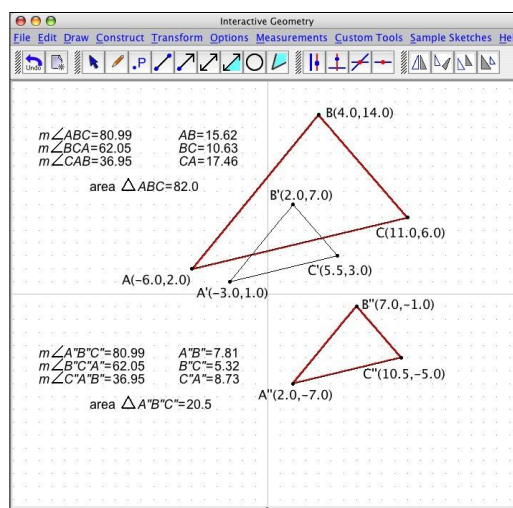 Interactive Geometry
File Edit Draw Construct Transform Options Measurements Custom Tools Sample Sketches Hel
Undo .P
m∠ABC=80.99 AB=15.62
m∠BCA=62.05 BC=10.63
m∠CAB=36.95 CA=17.46
area △ABC=82.0
B(4.0,14.0)
B'(2.0,7.0)
C(11.0,6.0)
C'(5.5,3.0)
A(−6.0,2.0)
A'(−3.0,1.0)
B"(7.0,−1.0)
m∠A"B"C"=80.99 A"B"=7.81
m∠B"C"A"=62.05 B"C"=5.32
m∠C"A"B"=36.95 C"A"=8.73
area △A"B"C"=20.5
C"(10.5,−5.0)
A"(2.0,−7.0)